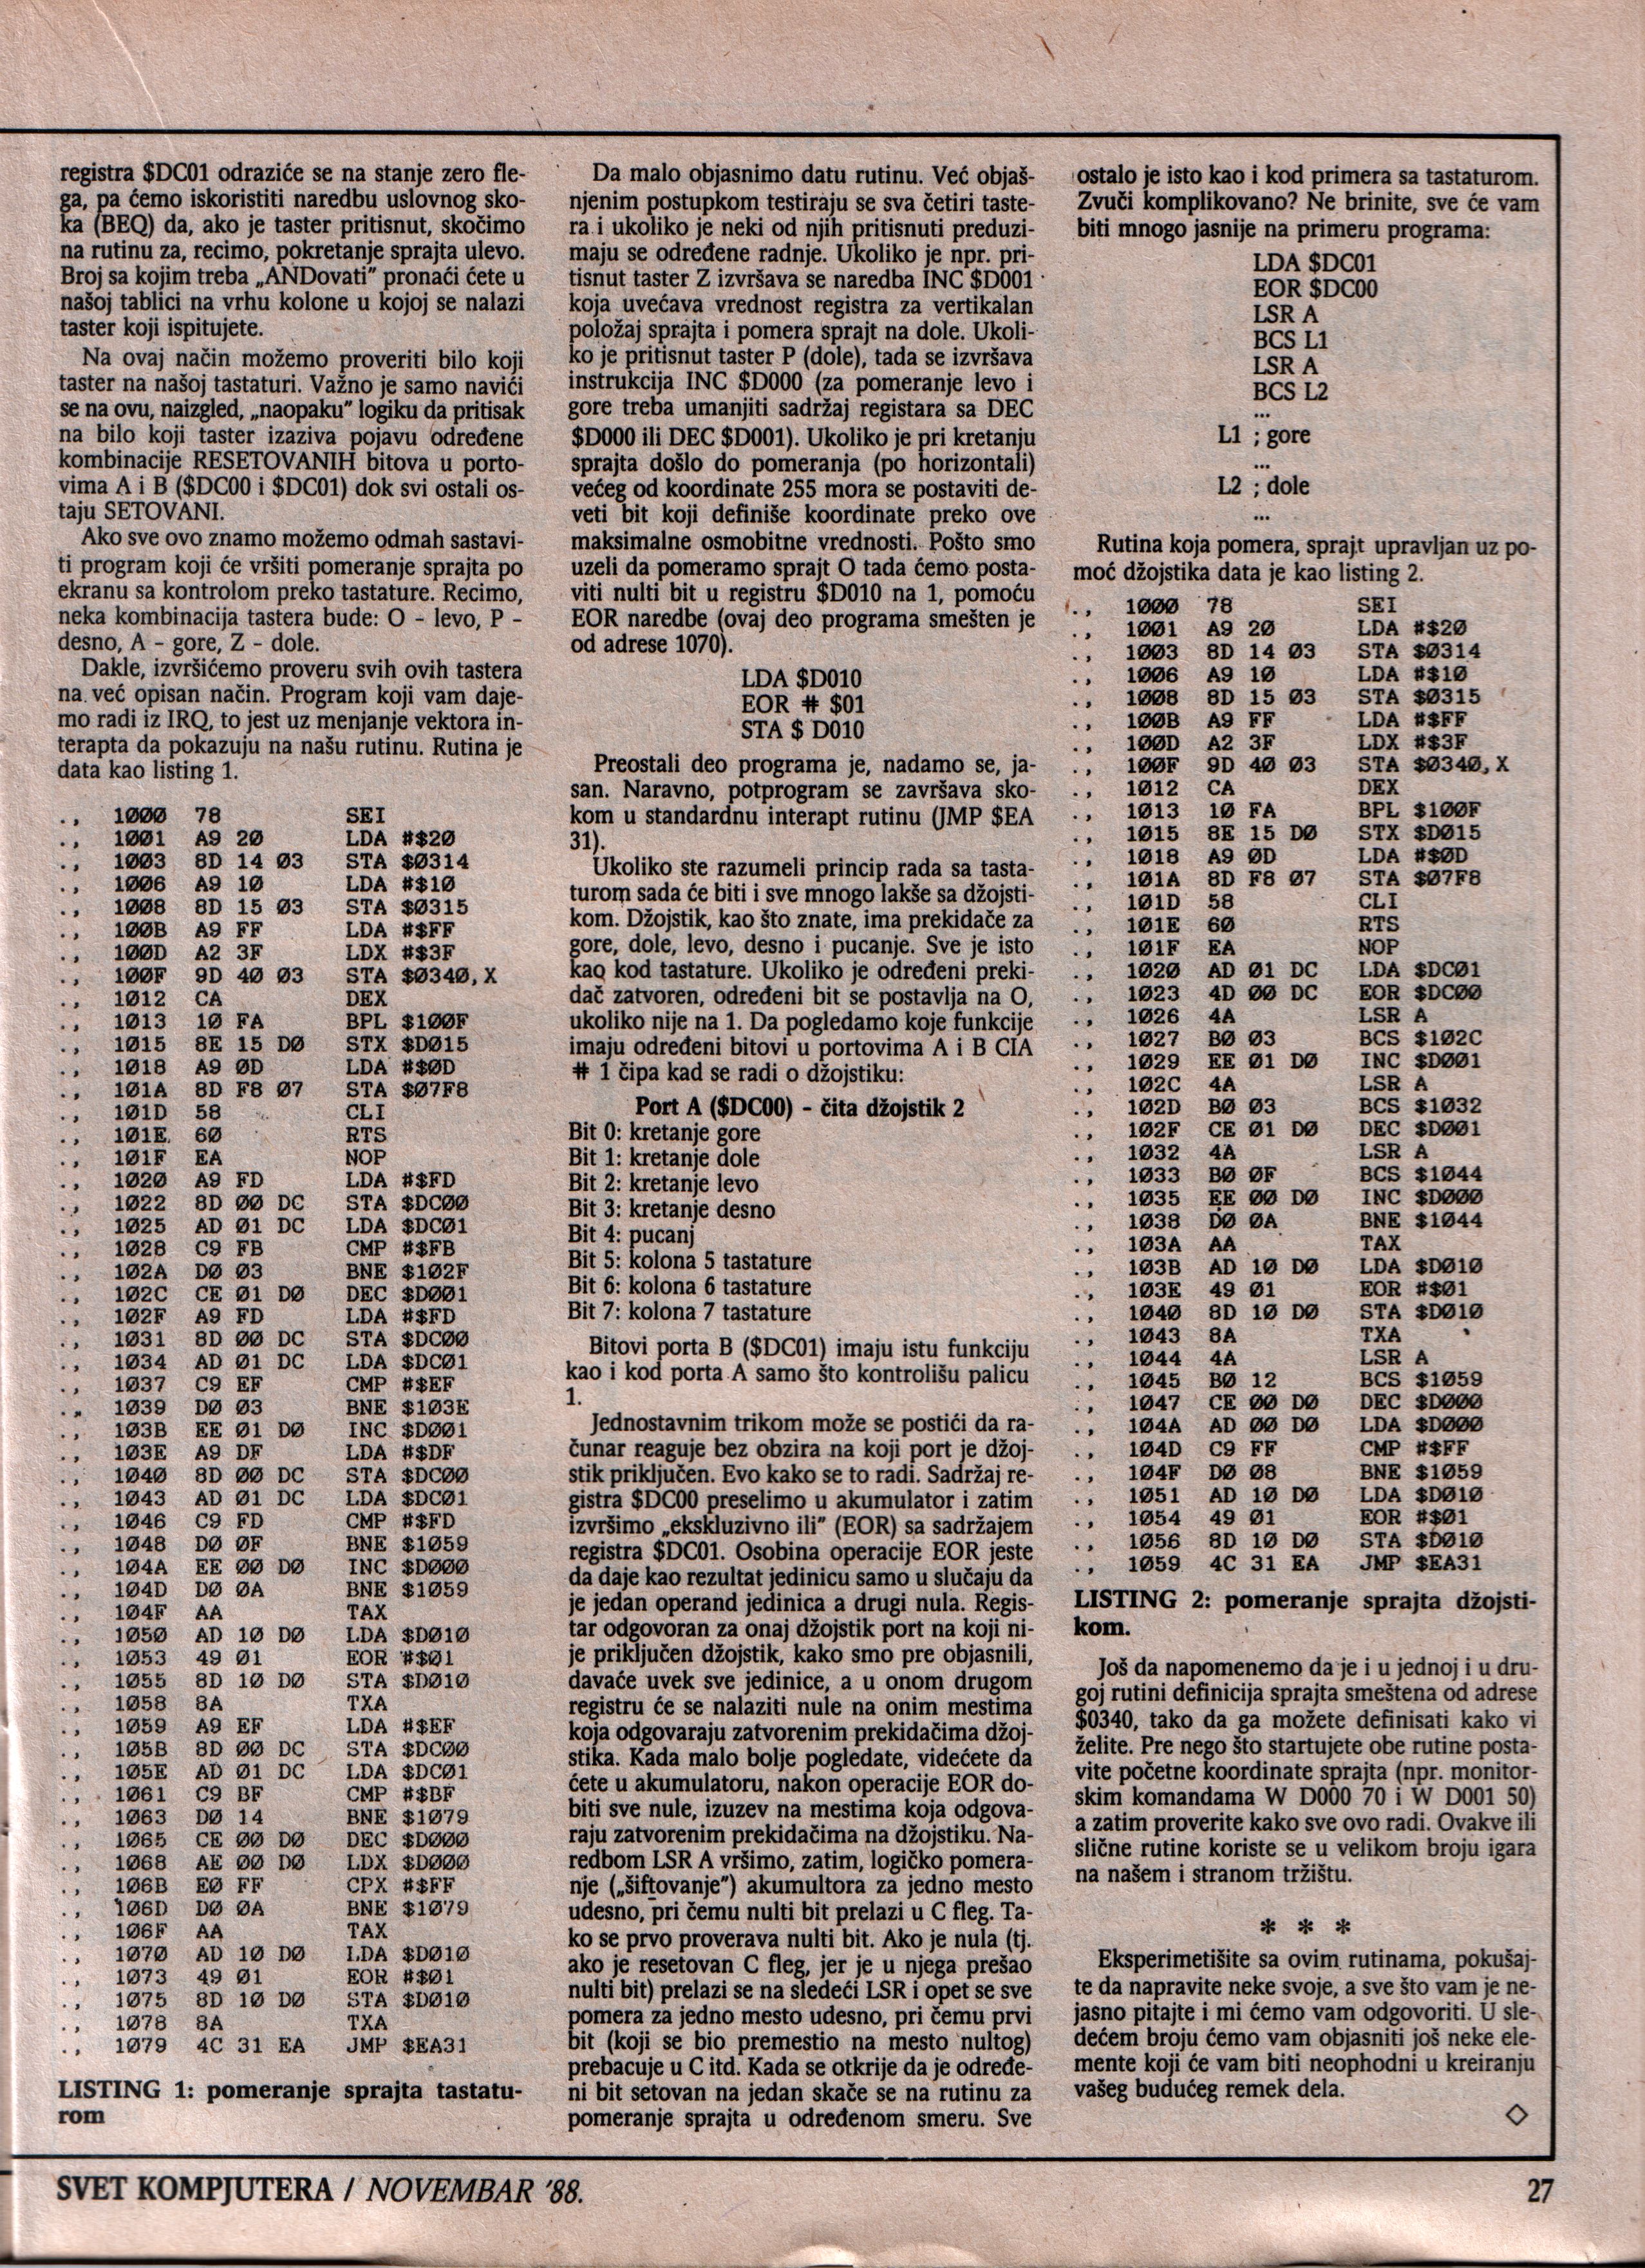 registra $DC01 odraziće se na stanje zero fle-
ga, pa ćemo iskoristiti naredbu uslovnog sko-
ka (BEQ) da, ako je taster pritisnut, skočimo
na rutinu za, recimo, pokretanje sprajta ulevo.
Broj sa kojim treba „ANDovati” pronaći ćete u
našoj tablici na vrhu kolone u kojoj se nalazi
taster koji ispitujete.
Na ovaj način možemo proveriti bilo koji
taster na našoj tastaturi. Važno je samo navići
se na ovu, naizgled, „naopaku” logiku da pritisak
na bilo koji taster izaziva pojavu određene
kombinacije RESETOVANIH bitova u porto-
vima A i B ($DC00 i $DC01) dok svi ostali os-
taju SETOVANI.
Ako sve ovo znamo možemo odmah sastavi-
ti program koji će vršiti pomeranje sprajta po
ekranu sa kontrolom preko tastature. Recimo,
neka kombinacija tastera bude: O – levo, P –
desno, A – gore, Z – dole.
Dakle, izvršićemo proveru svih ovih tastera
na već opisan način. Program koji vam daje-
mo radi iz IRQ, to jest uz menjanje vektora in-
terapta da pokazuju na našu rutinu. Rutina je
data kao listing 1.
., 1000 78 SEI
., 1001 A9 20 LDA #$20
., 1003 8D 14 03 STA $0314
., 1006 A9 10 LDA #$10
., 1008 8D 15 03 STA $0315
., 100B A9 FF LDA #$FF
., 100D A2 3F LDX #$3F
., 100F 9D 40 03 STA $0340,X
., 1012 CA DEX
., 1013 10 FA BPL $100F
., 1015 8E 15 D0 STX $D015
., 1018 A9 0D LDA #$0D
., 101A 8D F8 07 STA $07F8
., 101D 58 CLI
., 101E 60 RTS
., 101F EA NOP
., 1020 A9 FD LDA #$FD
., 1022 8D 00 DC STA $DC00
., 1025 AD 01 DC LDA $DC01
., 1028 C9 FB CMP #$FB
., 102A D0 03 BNE $102F
., 102C CE 01 D0 DEC $D001
., 102F A9 FD LDA #$FD
., 1031 8D 00 DC STA $DC00
., 1034 AD 01 DC LDA $DC01
., 1037 C9 EF CMP #$EF
., 1039 D0 03 BNE $103E
., 103B EE 01 D0 INC $D001
., 103E A9 DF LDA #$DF
., 1040 8D 00 DC STA $DC00
., 1043 AD 01 DC LDA $DC01
., 1046 C9 FD CMP #$FD
., 1048 D0 0F BNE $1059
., 104A EE 00 D0 INC $D000
., 104D D0 0A BNE $1059
., 104F AA TAX
., 1050 AD 10 D0 LDA $D010
., 1053 49 01 EOR #$01
., 1055 8D 10 D0 STA $D010
., 1058 8A TXA
., 1059 A9 EF LDA #$EF
., 105B 8D 00 DC STA $DC00
., 105E AD 01 DC LDA $DC01
., 1061 C9 BF CMP #$BF
., 1063 D0 14 BNE $1079
., 1065 CE 00 D0 DEC $D000
., 1068 AE 00 D0 LDX $D000
., 106B E0 FF CPX #$FF
., 106D D0 0A BNE $1079
., 106F AA TAX
., 1070 AD 10 D0 LDA $D010
., 1073 49 01 EOR #$01
., 1075 8D 10 D0 STA $D010
., 1078 8A TXA
., 1079 4C 31 EA JMP $EA31
LISTING 1: pomeranje sprajta tastatu-
rom
Da malo objasnimo datu rutinu. Već objaš-
njenim postupkom testiraju se sva četiri taste-
ra i ukoliko je neki od njih pritisnuti preduzi-
maju se određene radnje. Ukoliko je npr. pri-
tisnut taster Z izvršava se naredba INC $D001
koja uvećava vrednost registra za vertikalan
položaj sprajta i pomera sprajt na dole. Ukoli-
ko je pritisnut taster P (dole), tada se izvršava
instrukcija INC $D000 (za pomeranje levo i
gore treba umanjiti sadržaj registara sa DEC
$D000 ili DEC $D001). Ukoliko je pri kretanju
sprajta došlo do pomeranja (po horizontali)
većeg od koordinate 255 mora se postaviti de-
veti bit koji definiše koordinate preko ove
maksimalne osmobitne vrednosti. Pošto smo
uzeli da pomeramo sprajt O tada ćemo posta-
viti nulti bit u registru $D010 na 1, pomoću
EOR naredbe (ovaj deo programa smešten je
od adrese 1070).
LDA $D010
EOR # $01
STA $ D010
Preostali deo programa je, nadamo se, ja-
san. Naravno, potprogram se završava sko-
kom u standardnu interapt rutinu (JMP $EA
31).
Ukoliko ste razumeli princip rada sa tasta-
turom sada će biti i sve mnogo lakše sa džojsti-
kom. Džojstik, kao što znate, ima prekidače za
gore, dole, levo, desno i pucanje. Sve je isto
kao kod tastature. Ukoliko je određeni preki-
dač zatvoren, određeni bit se postavlja na O,
ukoliko nije na 1. Da pogledamo koje funkcije
imaju određeni bitovi u portovima A i B CIA
# 1 čipa kad se radi o džojstiku:
Port A ($DC00) – čita džojstik 2
Bit 0: kretanje gore
Bit 1: kretanje dole
Bit 2: kretanje levo
Bit 3: kretanje desno
Bit 4: pucanj
Bit 5: kolona 5 tastature
Bit 6: kolona 6 tastature
Bit 7: kolona 7 tastature
Bitovi porta B ($DC01) imaju istu funkciju
kao i kod porta A samo što kontrolišu palicu
1.
Jednostavnim trikom može se postići da ra-
čunar reaguje bez obzira na koji port je džoj-
stik priključen. Evo kako se to radi. Sadržaj re-
gistra $DC00 preselimo u akumulator i zatim
izvršimo „ekskluzivno ili” (EOR) sa sadržajem
registra $DC01. Osobina operacije EOR jeste
da daje kao rezultat jedinicu samo u slučaju da
je jedan operand jedinica a drugi nula. Regis-
tar odgovoran za onaj džojstik port na koji ni-
je priključen džojstik, kako smo pre objasnili,
davaće uvek sve jedinice, a u onom drugom
registru će se nalaziti nule na onim mestima
koja odgovaraju zatvorenim prekidačima džoj-
stika. Kada malo bolje pogledate, videćete da
ćete u akumulatoru, nakon operacije EOR do-
biti sve nule, izuzev na mestima koja odgova-
raju zatvorenim prekidačima na džojstiku. Na-
redbom LSR A vršimo, zatim, logičko pomera-
nje („šiftovanje”) akumultora za jedno mesto
udesno, pri čemu nulti bit prelazi u C fleg. Ta-
ko se prvo proverava nulti bit. Ako je nula (tj.
ako je resetovan C fleg, jer je u njega prešao
nulti bit) prelazi se na sledeći LSR i opet se sve
pomera za jedno mesto udesno, pri čemu prvi
bit (koji se bio premestio na mesto nultog)
prebacuje u C itd. Kada se otkrije da je određe-
ni bit setovan na jedan skače se na rutinu za
pomeranje sprajta u određenom smeru. Sve
ostalo je isto kao i kod primera sa tastaturom.
Zvuči komplikovano? Ne brinite, sve će vam
biti mnogo jasnije na primeru programa:
LDA $DC01
EOR $DC00
LSR A
BCS L1
LSR A
BCS L2
...
L1 ; gore
...
L2 ; dole
...
Rutina koja pomera, sprajt upravljan uz po-
moć džojstika data je kao listing 2.
., 1000 78 SEI
., 1001 A9 20 LDA #$20
., 1003 8D 14 03 STA $0314
., 1006 A9 10 LDA #$10
., 1008 8D 15 03 STA $0315
., 100B A9 FF LDA #$FF
., 100D A2 3F LDX #$3F
., 100F 9D 40 03 STA $0340,X
., 1012 CA DEX
., 1013 10 FA BPL $100F
., 1015 8E 15 D0 STX $D015
., 1018 A9 0D LDA #$0D
., 101A 8D F8 07 STA $07F8
., 101D 58 CLI
., 101E 60 RTS
., 101F EA NOP
., 1020 AD 01 DC LDA $DC01
., 1023 4D 00 DC EOR $DC00
., 1026 4A LSR A
., 1027 B0 03 BCS $102C
., 1029 EE 01 D0 INC $D001
., 102C 4A LSR A
., 102D B0 03 BCS $1032
., 102F CE 01 D0 DEC $D001
., 1032 4A LSR A
., 1033 B0 0F BCS $1044
., 1035 EE 00 D0 INC $D000
., 1038 D0 0A BNE $1044
., 103A AA TAX
., 103B AD 10 D0 LDA $D010
., 103E 49 01 EOR #$01
., 1040 8D 10 D0 STA $D010
., 1043 8A TXA
., 1044 4A LSR A
., 1045 B0 12 BCS $1059
., 1047 CE 00 D0 DEC $D000
., 104A AD 00 D0 LDA $D000
., 104D C9 FF CMP #$FF
., 104F D0 08 BNE $1059
., 1051 AD 10 D0 LDA $D010
., 1054 49 01 EOR #$01
., 1056 8D 10 D0 STA $D010
., 1059 4C 31 EA JMP $EA31
LISTING 2: pomeranje sprajta džojsti-
kom.
Još da napomenemo da je i u jednoj i u dru-
goj rutini definicija sprajta smeštena od adrese
$0340, tako da ga možete definisati kako vi
želite. Pre nego što startujete obe rutine posta-
vite početne koordinate sprajta (npr. monitor-
skim komandama W D000 70 i W D001 50)
a zatim proverite kako sve ovo radi. Ovakve ili
slične rutine koriste se u velikom broju igara
na našem i stranom tržištu.
* * *
Eksperimetišite sa ovim rutinama, pokušaj-
te da napravite neke svoje, a sve što vam je ne-
jasno pitajte i mi ćemo vam odgovoriti. U sle-
dećem broju ćemo vam objasniti još neke ele-
mente koji će vam biti neophodni u kreiranju
vašeg budućeg remek dela.
◇
SVET KOMPJUTERA / NOVEMBAR '88.
27